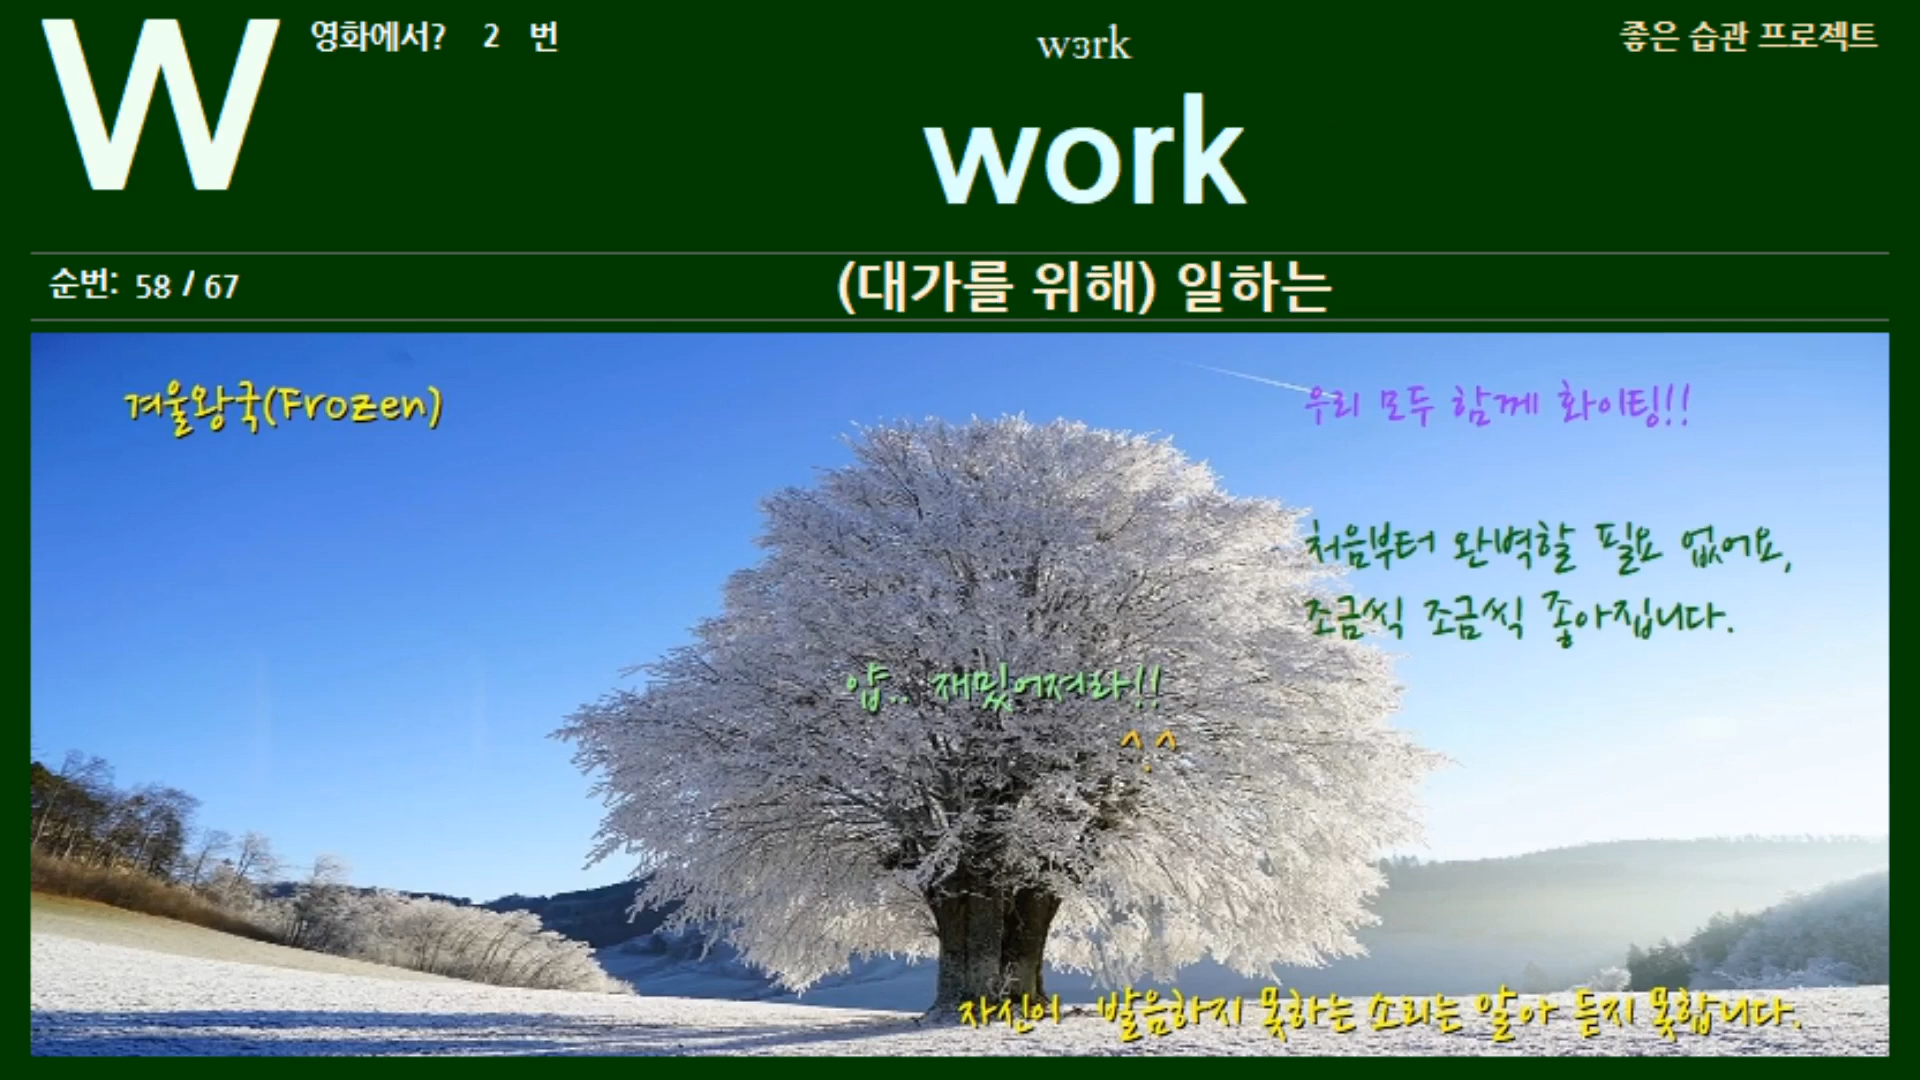 W
영화에서? 2 번
wɜrk
좋은 습관 프로젝트
work
순번: 58 / 67
(대가를 위해) 일하는
겨울왕국(Frozen)
우리 모두 함께 화이팅!!
처음부터 완벽할 필요 없어요,
조금씩 조금씩 좋아집니다.
얍.. 재밌어져라!!
^.^
자신이 발음하지 못하는 소리는 알아 듣지 못합니다.